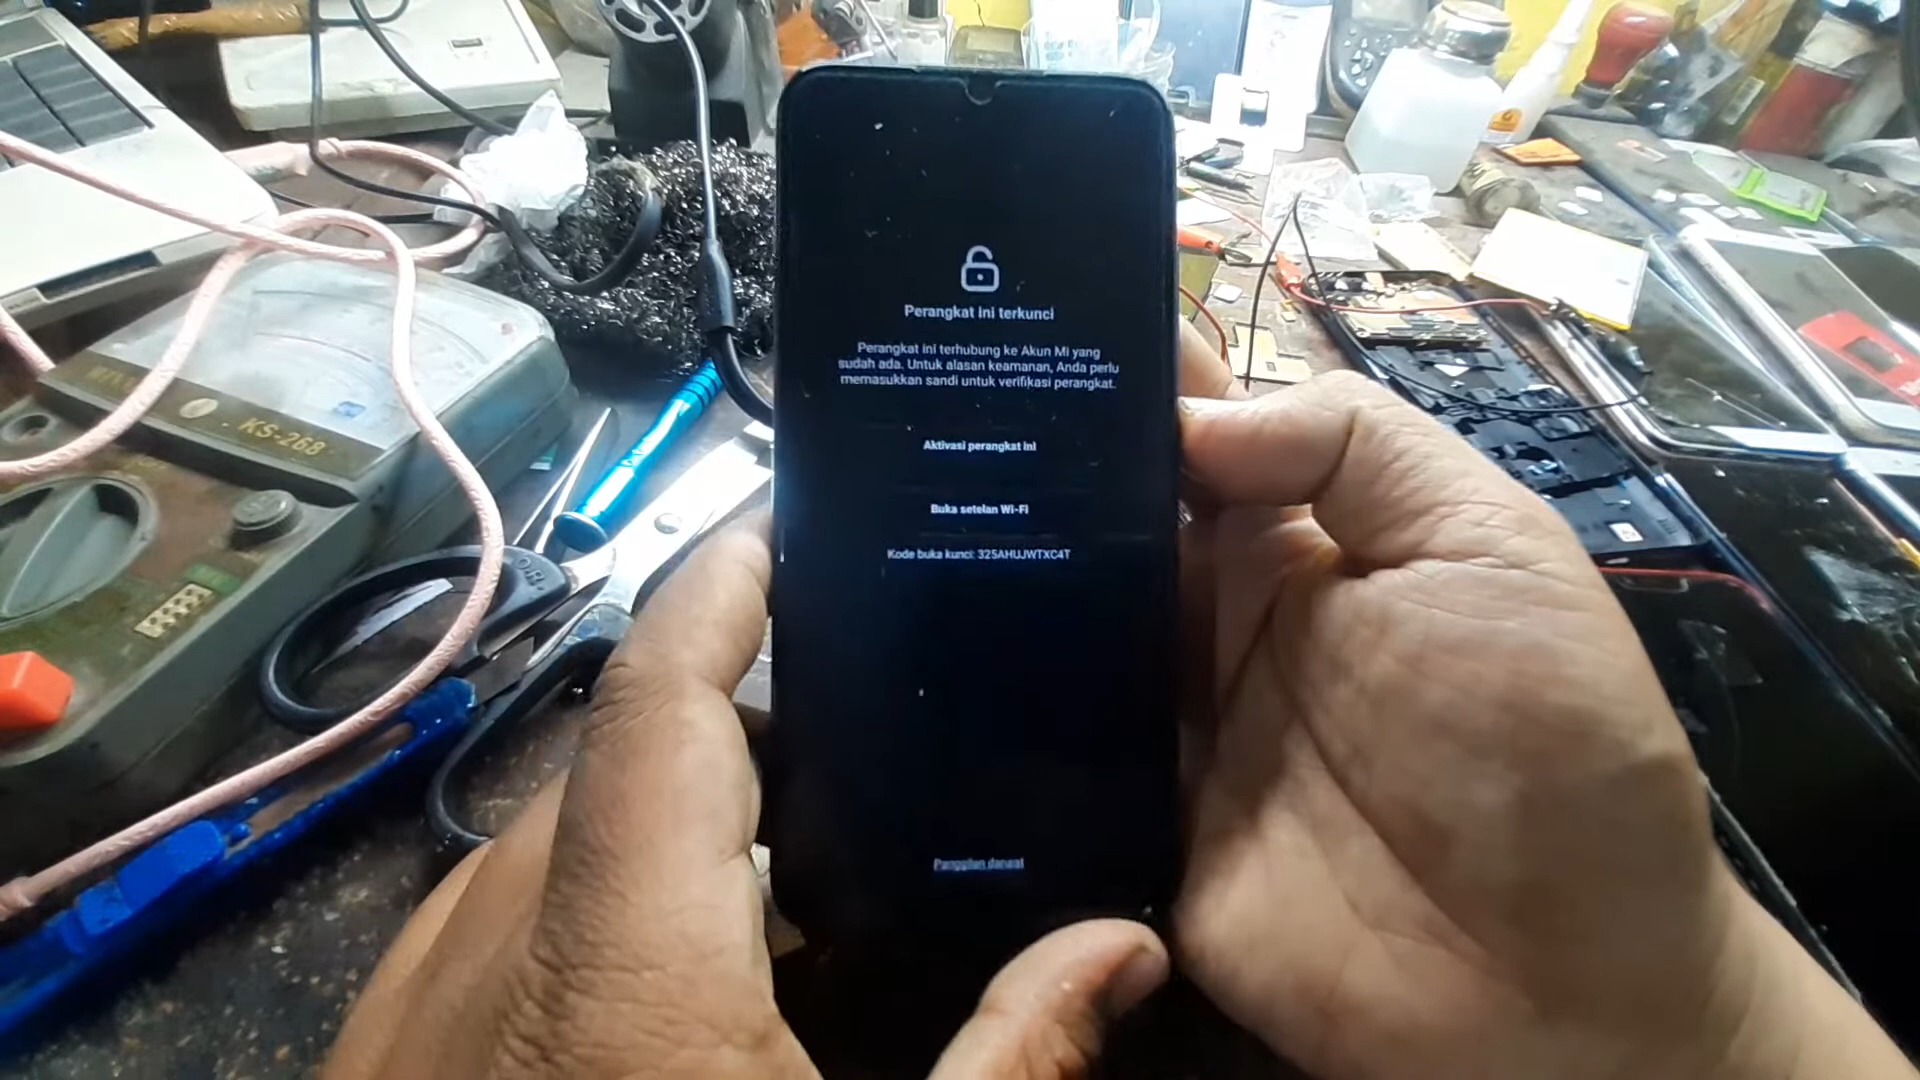 Perangkat ini terkunci
Perangkat ini terhubung ke Akun Mi yang
sudah ada. Untuk alasan keamanan, Anda perlu
memasukkan sandi untuk verifikasi perangkat.
Aktivasi perangkat ini
Buka setelan Wi-Fi
Kode buka kunci: 325AHUJWTXC4T
Panggilan darurat
KS-268